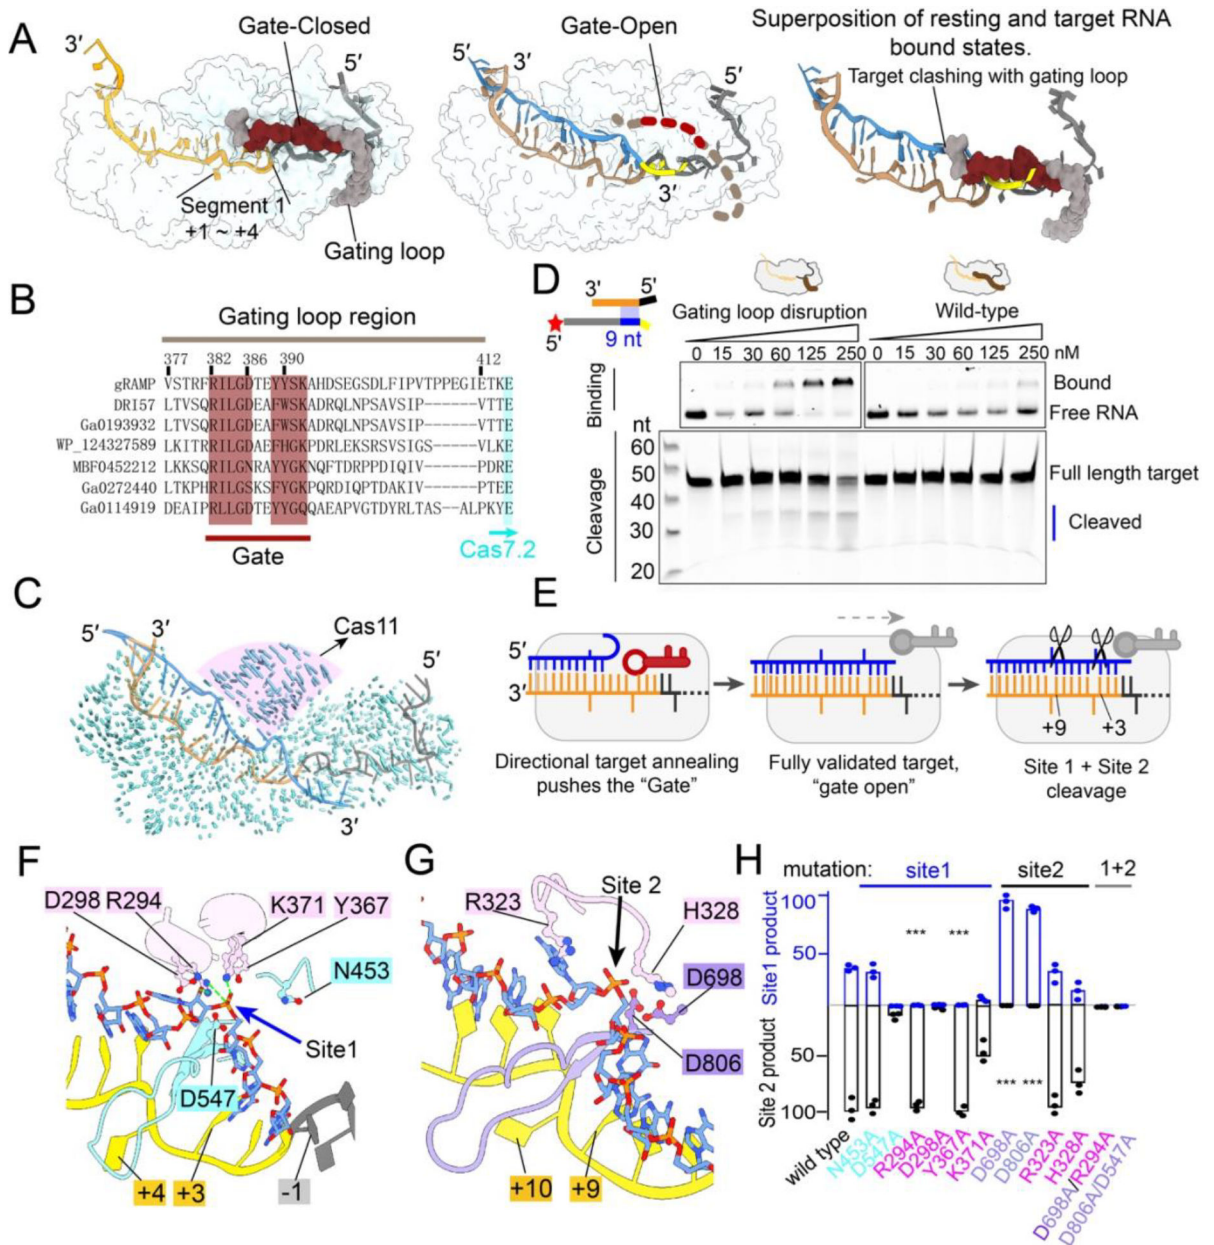 A
3′
Gate-Closed
Segment 1
+1 ~ +4
Gating loop
5′
5′
3′
Gate-Open
5′
3′
Superposition of resting and target RNA
bound states.
Target clashing with gating loop
B
Gating loop region
377 382 386 390 412
gRAMP VSTRFRILGDTEYYSKAHDSEGSDLFIPVTPPEGIETKE
DRI57 LTVSQRILGDEAFWSKADRQLNPSAVSIP------VTTE
Ga0193932 LTVSQRILGDEAFWSKADRQLNPSAVSIP------VTTE
WP_124327589 LKITRRILGDAEFHGKPDRLEKSRSVSIGS-----VLKE
MBF0452212 LKKSQRILGNRAYYGKNQFTDRPPDIQIV------PDRE
Ga0272440 LTKPHRILGSKSFYGKPQRDIQPTDAKIV------PTEE
Ga0114919 DEAIPRLLGDTEYYGQQAEAPVGTDYRLTAS--ALPKYE
Gate
Cas7.2
D
3′ 5′
5′
9 nt
Gating loop disruption
Wild-type
0 15 30 60 125 250 0 15 30 60 125 250 nM
Binding
Bound
Free RNA
nt
60
50
40
30
20
Cleavage
Full length target
Cleaved
C
5′
3′
Cas11
5′
3′
E
5′
3′
+9
+3
Directional target annealing
pushes the “Gate”
Fully validated target,
“gate open”
Site 1 + Site 2
cleavage
F
D298 R294
K371 Y367
N453
Site1
D547
+4 +3
-1
G
Site 2
R323
H328
D698
D806
+10 +9
H
mutation: site1 site2 1+2
Site1 product
100
50
0
Site 2 product
50
100
*** ***
*** ***
wild type
N453A
D547A
R294A
D298A
Y367A
K371A
D698A
D806A
R323A
H328A
D698A/R294A
D806A/D547A